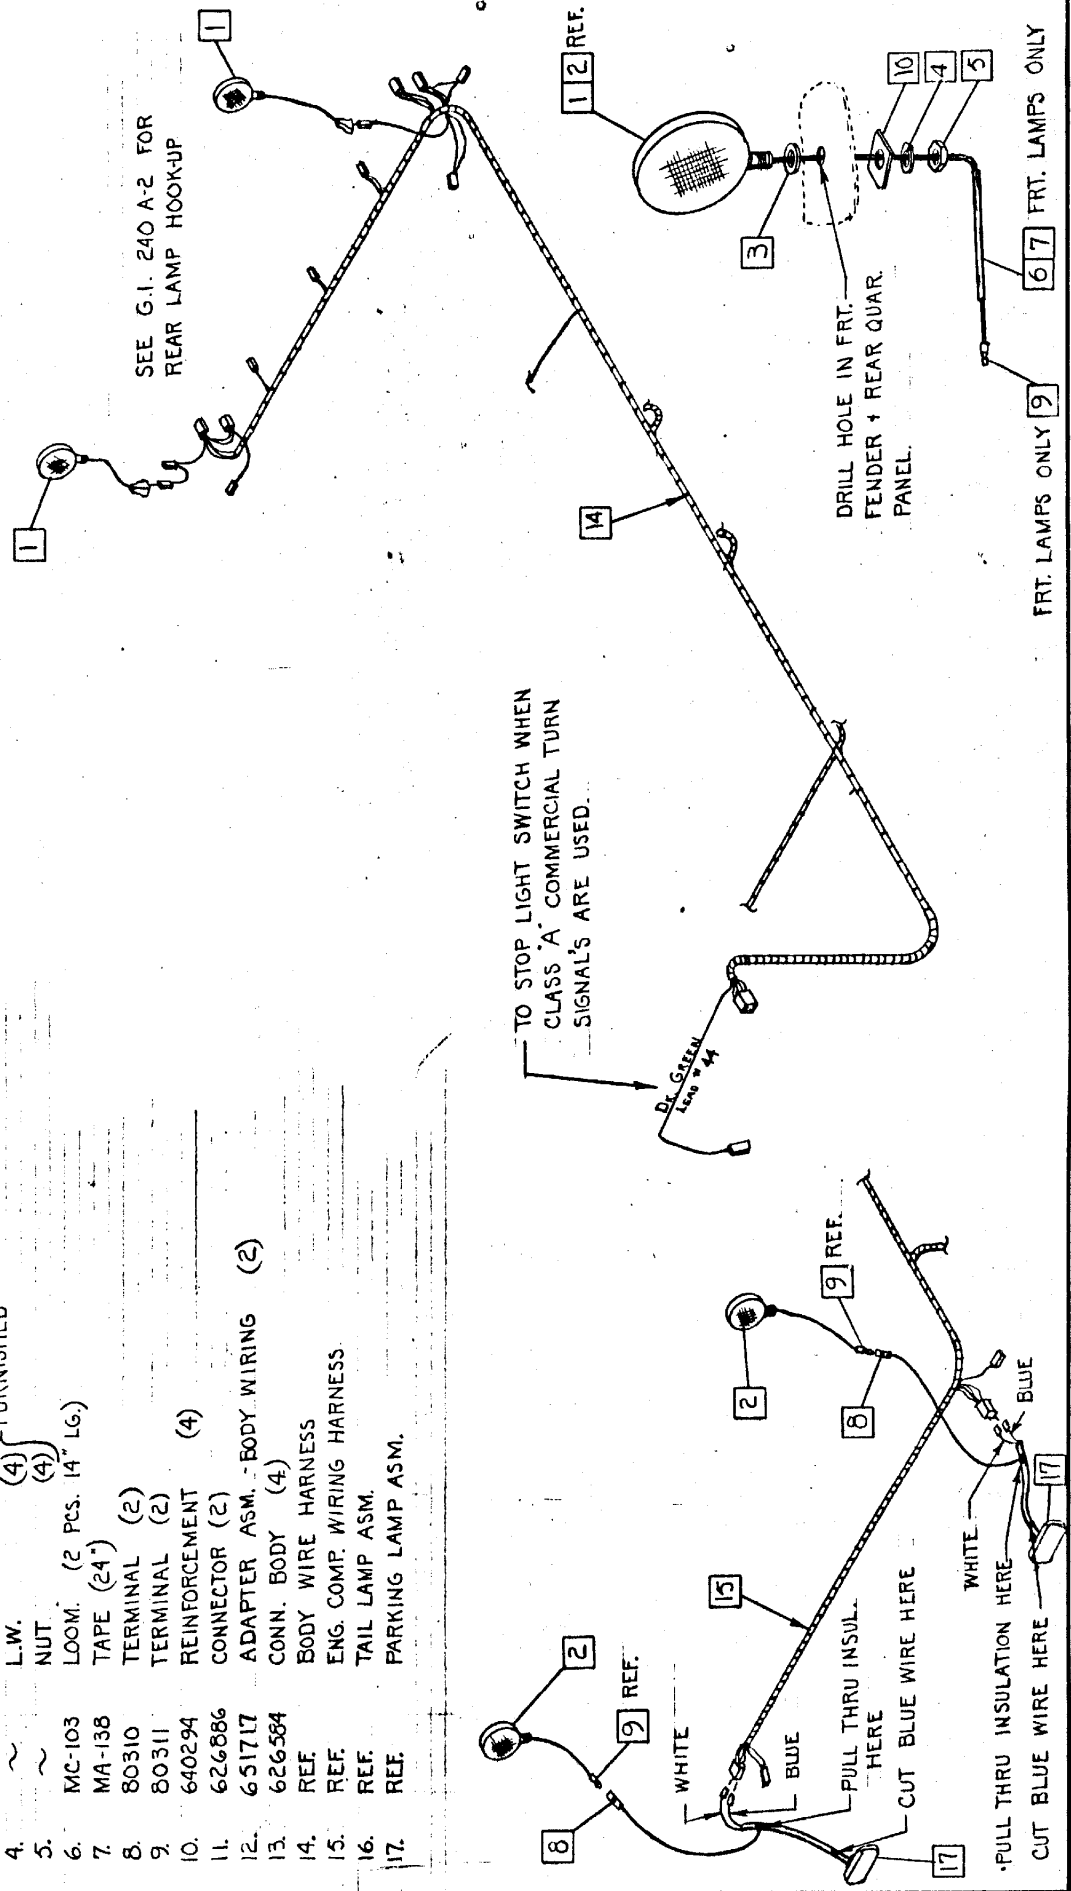 4. ~ L.W. (4) FURNISHED
5. ~ NUT (4)
6. MC-103 LOOM. (2 PCS. 14" LG.)
7. MA-138 TAPE (24")
8. 80310 TERMINAL (2)
9. 80311 TERMINAL (2)
10. 640294 REINFORCEMENT (4)
11. 626886 CONNECTOR (2)
12. 651717 ADAPTER ASM.-BODY WIRING (2)
13. 626584 CONN. BODY (4)
14. REF. BODY WIRE HARNESS
15. REF. ENG. COMP. WIRING HARNESS.
16. REF. TAIL LAMP ASM.
17. REF. PARKING LAMP ASM.
1
1
SEE G.I. 240 A-2 FOR
REAR LAMP HOOK-UP
TO STOP LIGHT SWITCH WHEN
CLASS "A" COMMERCIAL TURN
SIGNAL'S ARE USED.
DK. GREEN
LEAD # 44
14
1 2 REF.
3
10
4
5
DRILL HOLE IN FRT.
FENDER + REAR QUAR.
PANEL.
6 7 FRT. LAMPS ONLY
FRT. LAMPS ONLY 9
2
9 REF.
8
WHITE
BLUE
PULL THRU INSUL.
HERE
CUT BLUE WIRE HERE
17
15
2
9 REF.
8
BLUE
WHITE
PULL THRU INSULATION HERE
CUT BLUE WIRE HERE
17